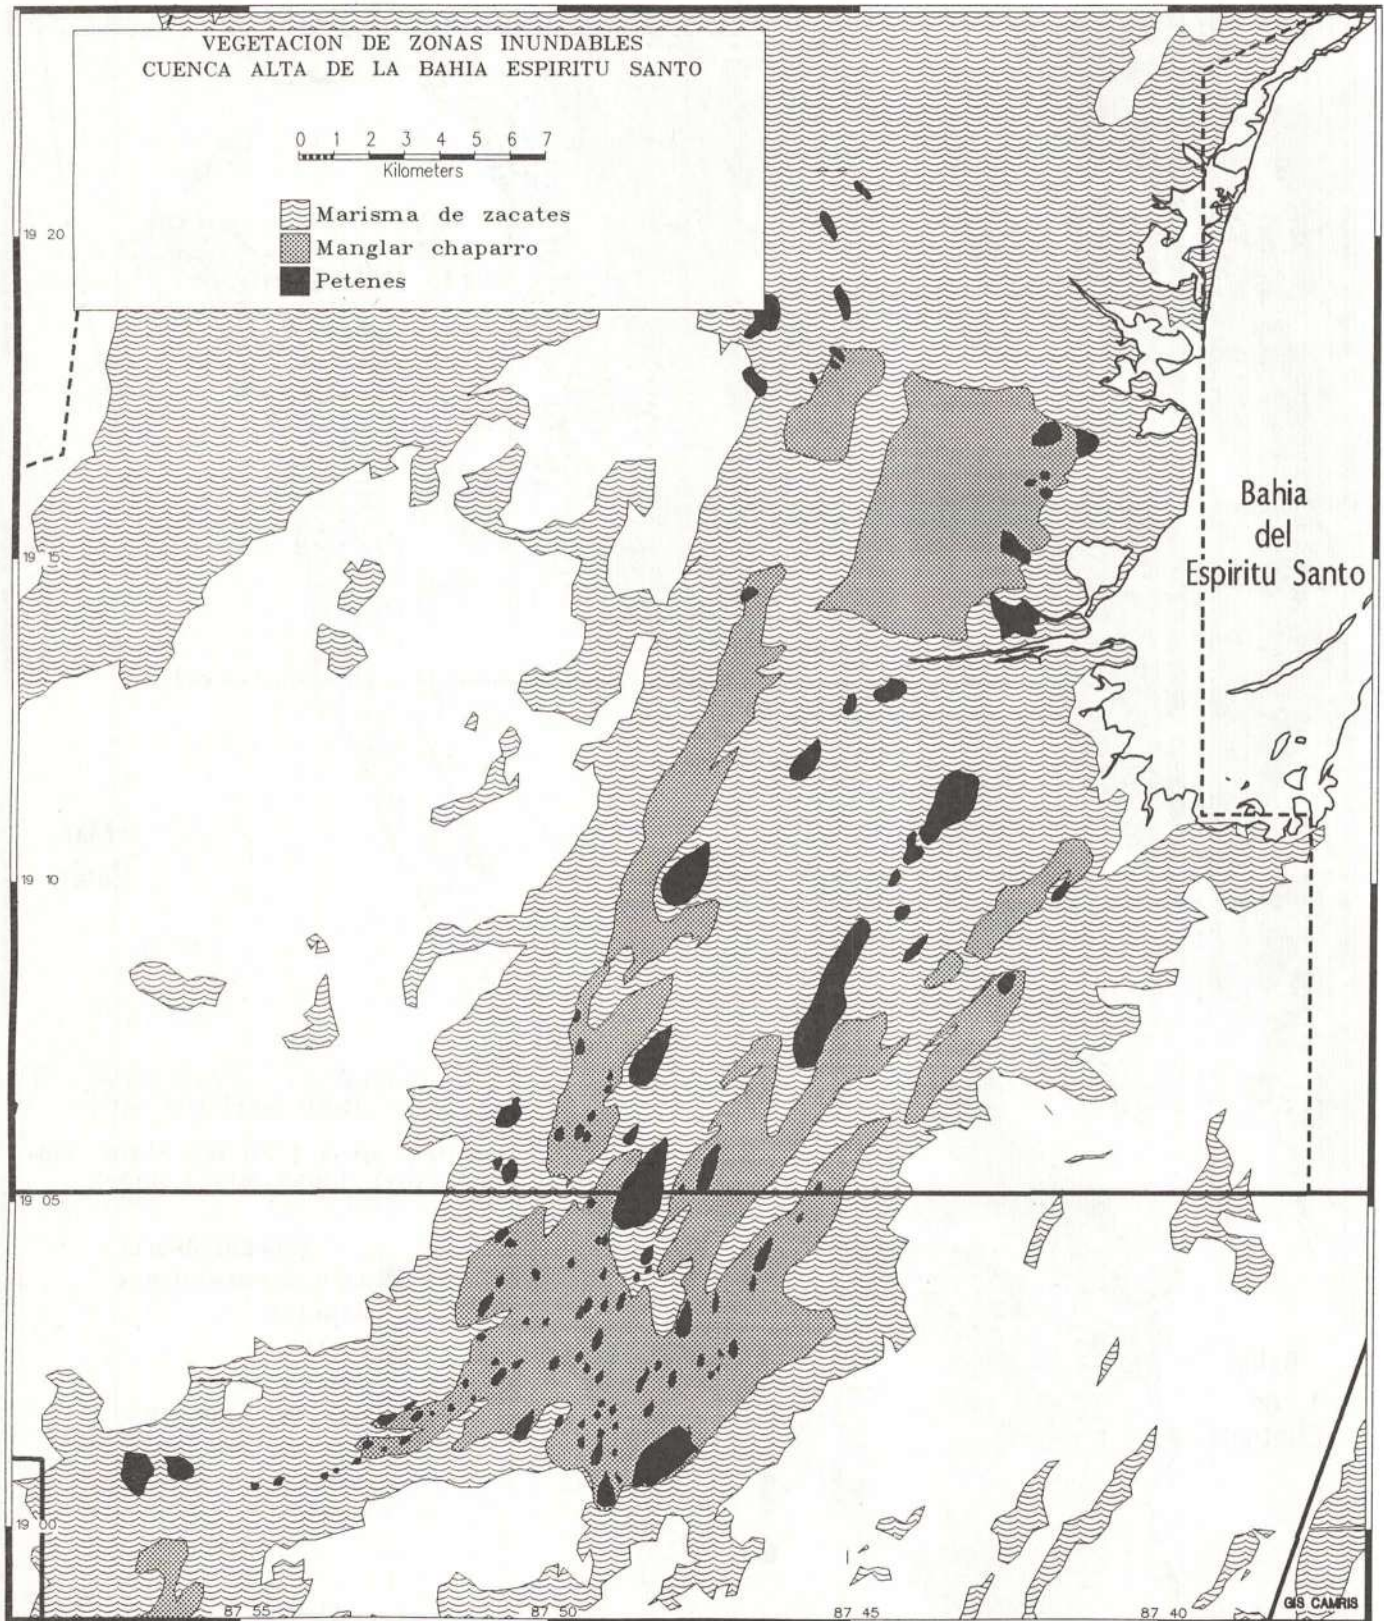 VEGETACION DE ZONAS INUNDABLES
CUENCA ALTA DE LA BAHIA ESPIRITU SANTO
0 1 2 3 4 5 6 7
Kilometers
Marisma de zacates
Manglar chaparro
Petenes
19 20
19 15
19 10
19 05
19 00
Bahia
del
Espiritu Santo
87 55
87 50
87 45
87 40
GIS CAMRIS